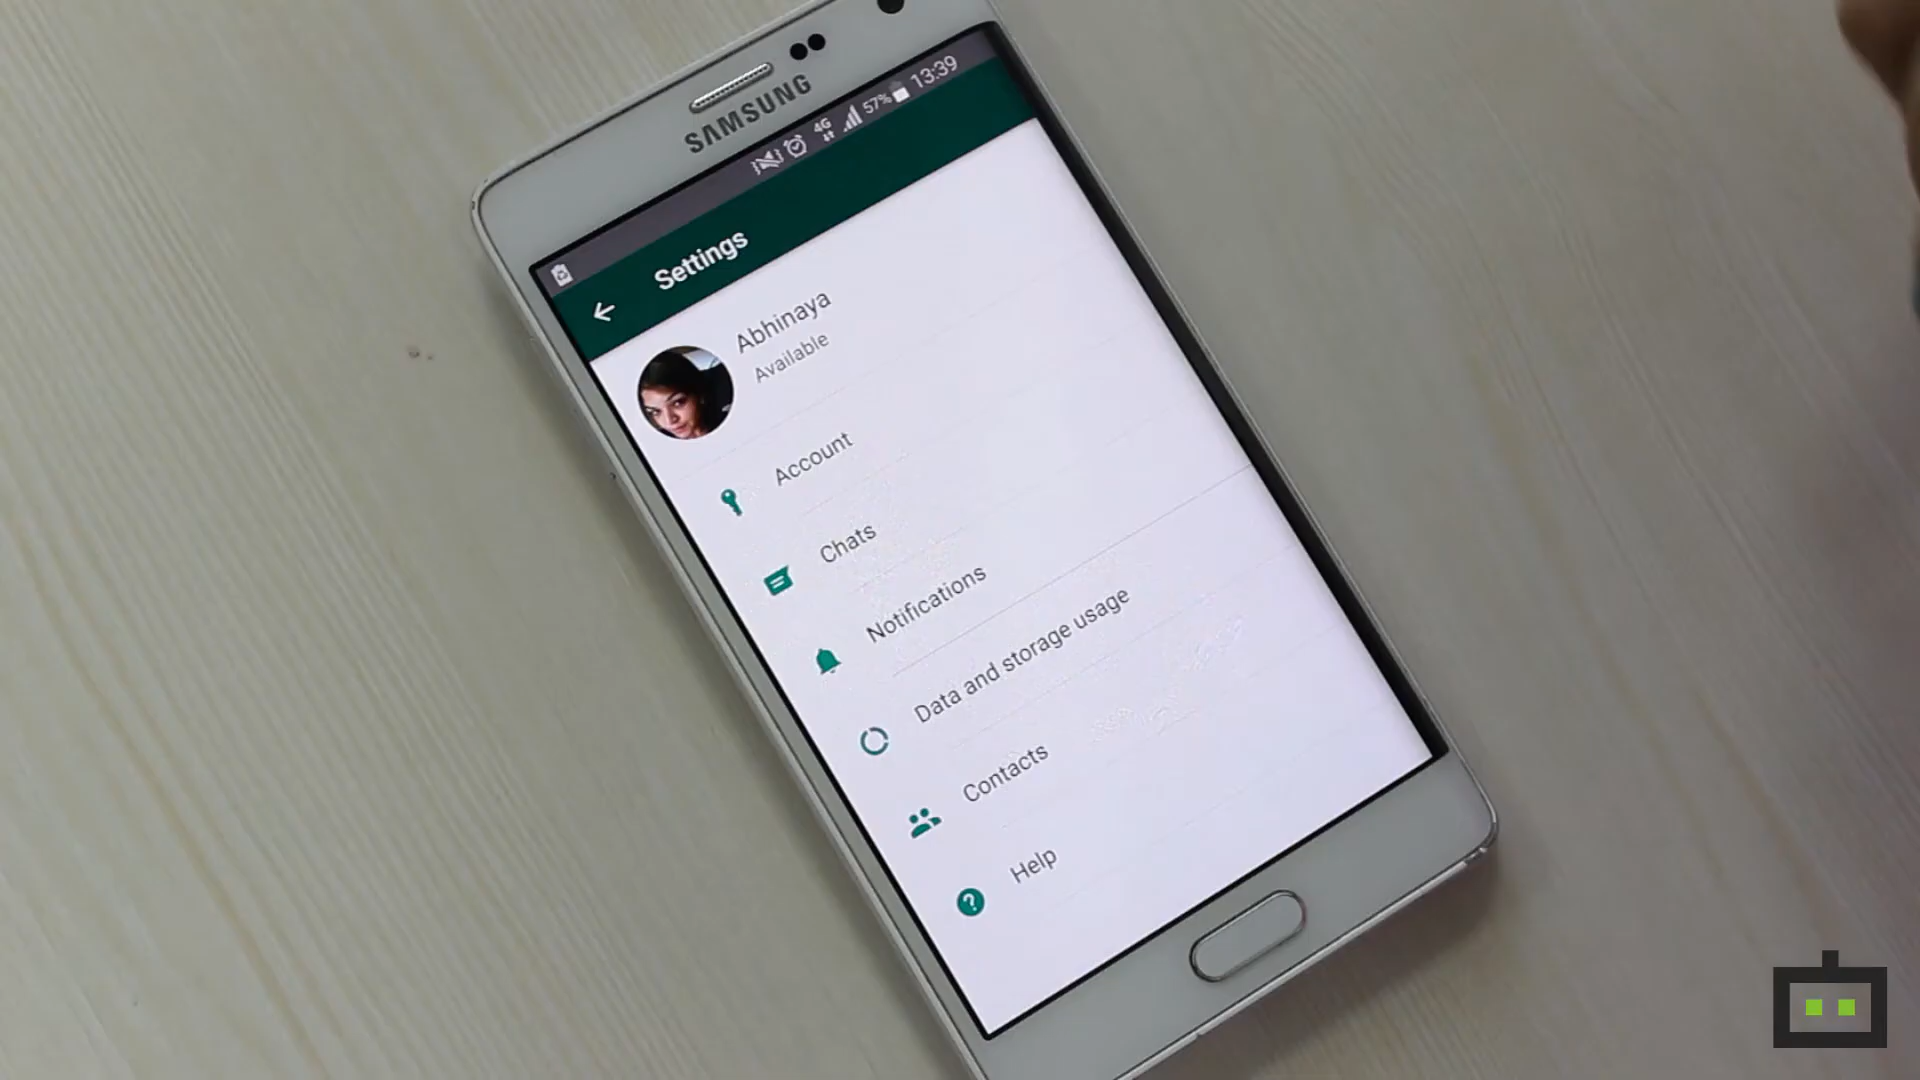 SAMSUNG
4G 57% 13:39
Settings
Abhinaya
Available
Account
Chats
Notifications
Data and storage usage
Contacts
Help